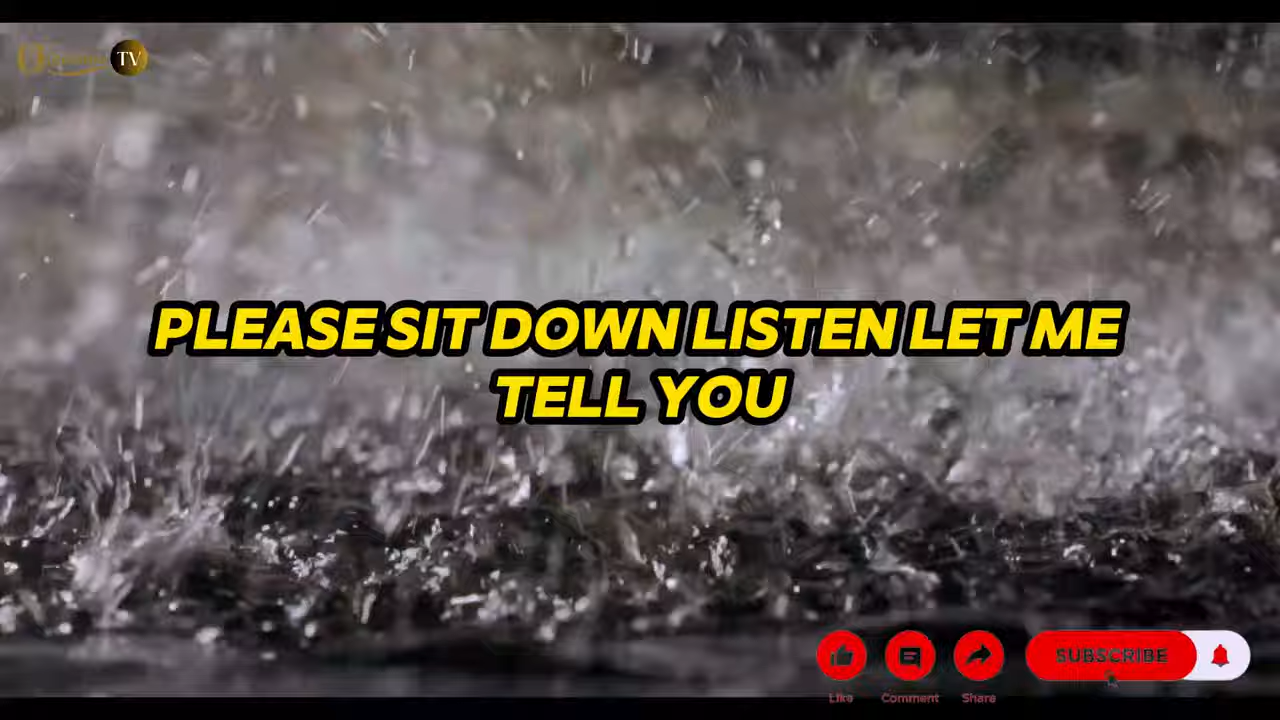 TV
PLEASE SIT DOWN LISTEN LET ME
TELL YOU
SUBSCRIBE
Like
Comment
Share